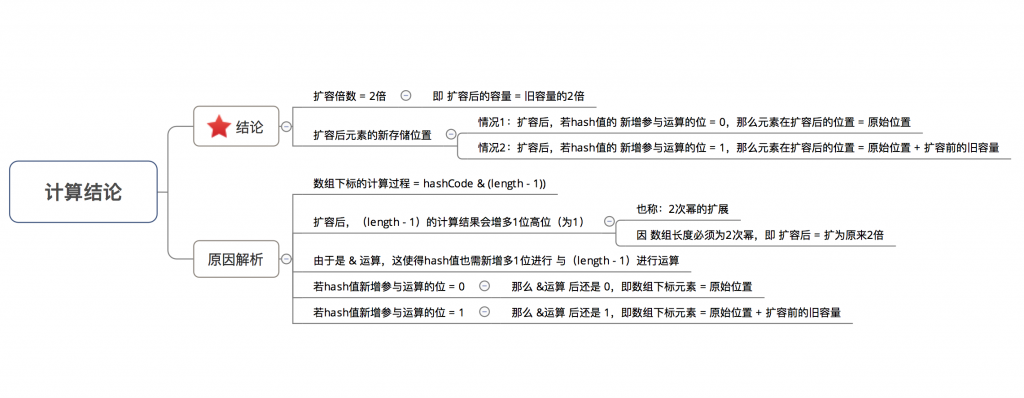 计算结论
结论
扩容倍数 = 2倍
即 扩容后的容量 = 旧容量的2倍
扩容后元素的新存储位置
情况1：扩容后，若hash值的 新增参与运算的位 = 0，那么元素在扩容后的位置 = 原始位置
情况2：扩容后，若hash值的 新增参与运算的位 = 1，那么元素在扩容后的位置 = 原始位置 + 扩容前的旧容量
原因解析
数组下标的计算过程 = hashCode & (length - 1))
扩容后，（length - 1）的计算结果会增多1位高位（为1）
也称：2次幂的扩展
因 数组长度必须为2次幂，即 扩容后 = 扩为原来2倍
由于是 & 运算，这使得hash值也需新增多1位进行 与（length - 1）进行运算
若hash值新增参与运算的位 = 0
那么 &运算 后还是 0，即数组下标元素 = 原始位置
若hash值新增参与运算的位 = 1
那么 &运算 后还是 1，即数组下标元素 = 原始位置 + 扩容前的旧容量